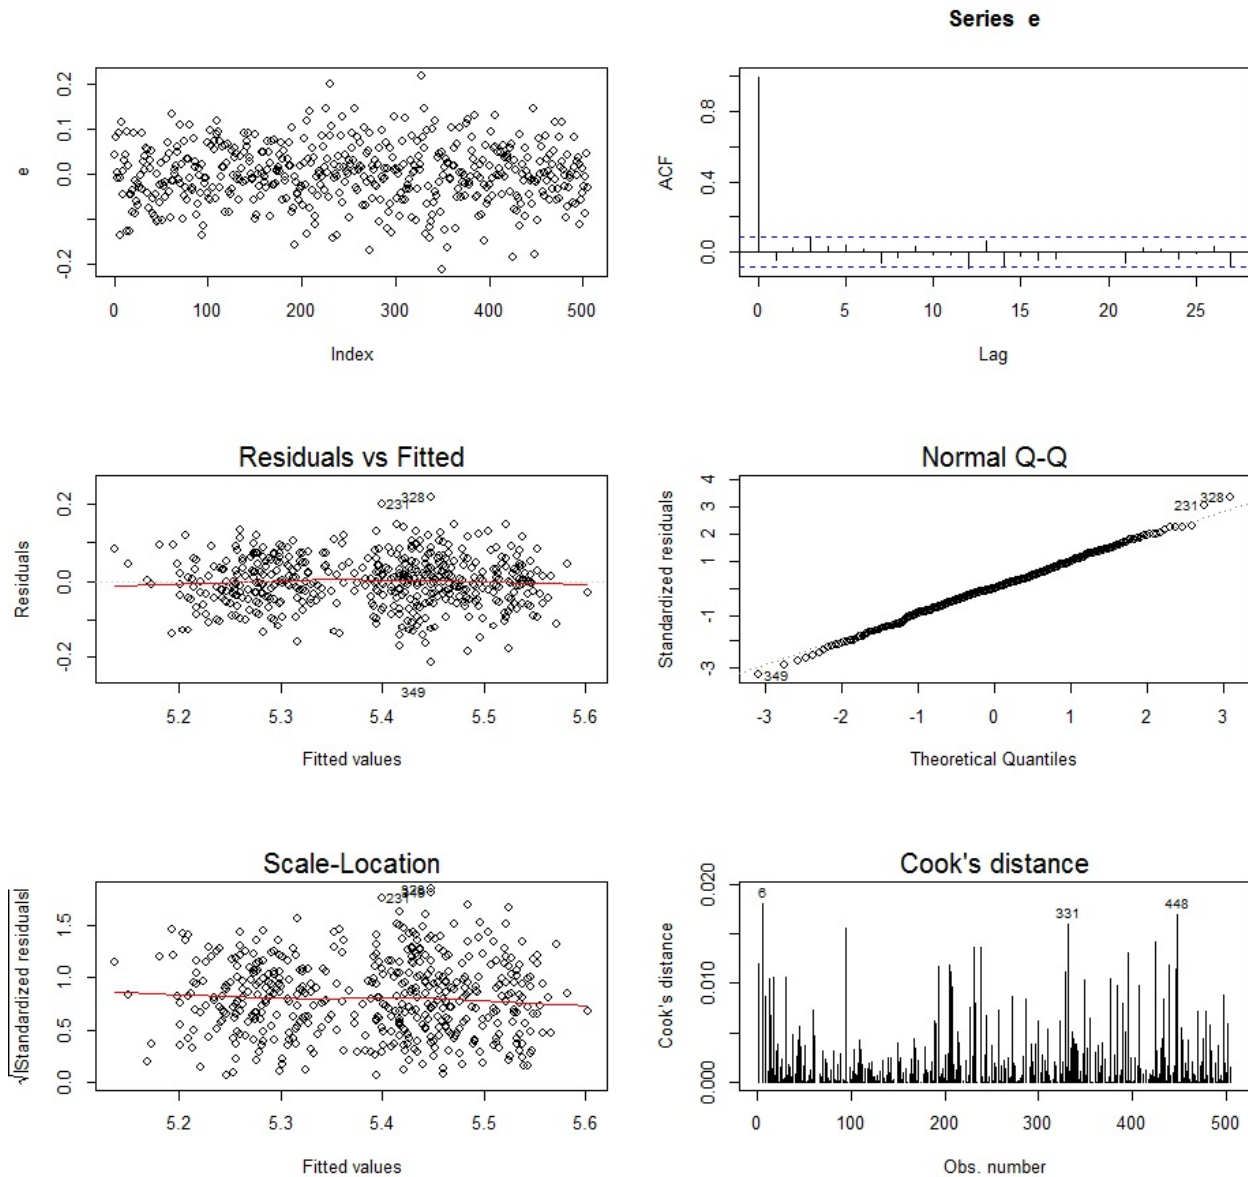 Series e
0.2
0.1
0.0
-0.2
e
0 100 200 300 400 500
Index
0.8
0.4
0.0
ACF
0 5 10 15 20 25
Lag
Residuals vs Fitted
0.2
0.0
-0.2
Residuals
328
231
349
5.2 5.3 5.4 5.5 5.6
Fitted values
Normal Q-Q
4
3
2
1
-1
-3
Standardized residuals
328
231
349
-3 -2 -1 0 1 2 3
Theoretical Quantiles
Scale-Location
1.5
1.0
0.5
0.0
√|Standardized residuals|
231
5.2 5.3 5.4 5.5 5.6
Fitted values
Cook's distance
0.020
0.010
0.000
Cook's distance
6
331
448
0 100 200 300 400 500
Obs. number